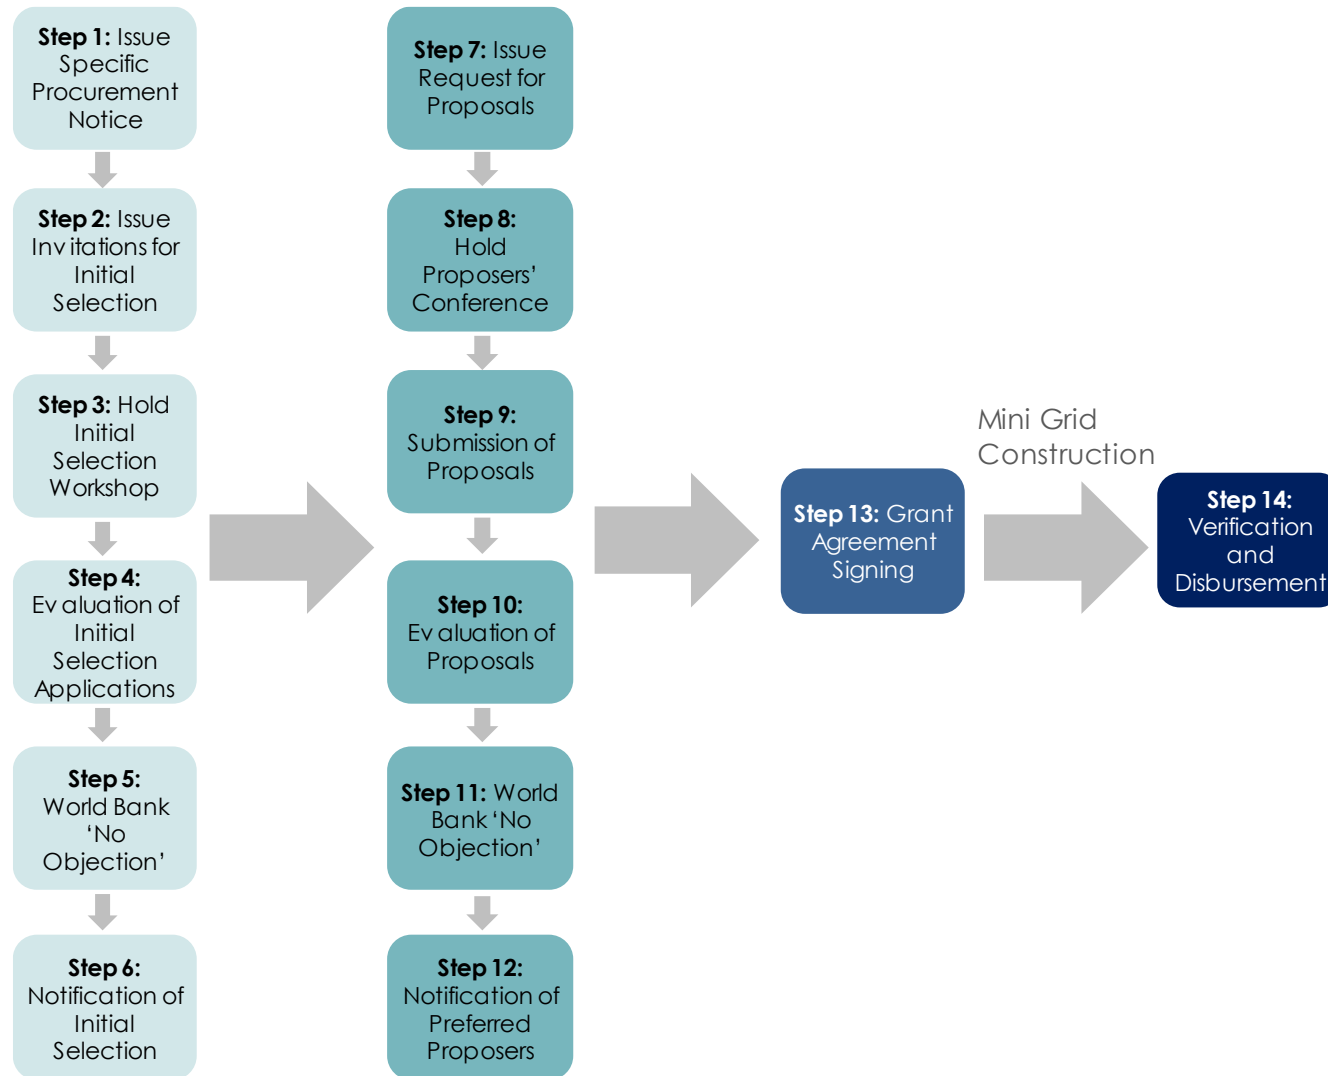 Step 1: Issue
Specific
Procurement
Notice
Step 2: Issue
Invitations for
Initial
Selection
Step 3: Hold
Initial
Selection
Workshop
Step 4:
Evaluation of
Initial
Selection
Applications
Step 5:
World Bank
‘No
Objection’
Step 6:
Notification of
Initial
Selection
Step 7: Issue
Request for
Proposals
Step 8:
Hold
Proposers’
Conference
Step 9:
Submission of
Proposals
Step 10:
Evaluation of
Proposals
Step 11: World
Bank ‘No
Objection’
Step 12:
Notification of
Preferred
Proposers
Step 13: Grant
Agreement
Signing
Mini Grid
Construction
Step 14:
Verification
and
Disbursement